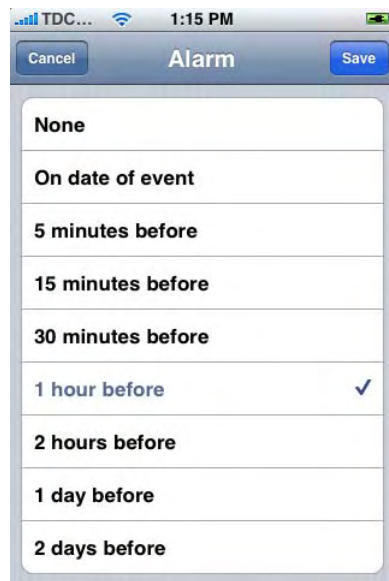 TDC... 1:15 PM
Cancel Alarm Save
None
On date of event
5 minutes before
15 minutes before
30 minutes before
1 hour before
2 hours before
1 day before
2 days before